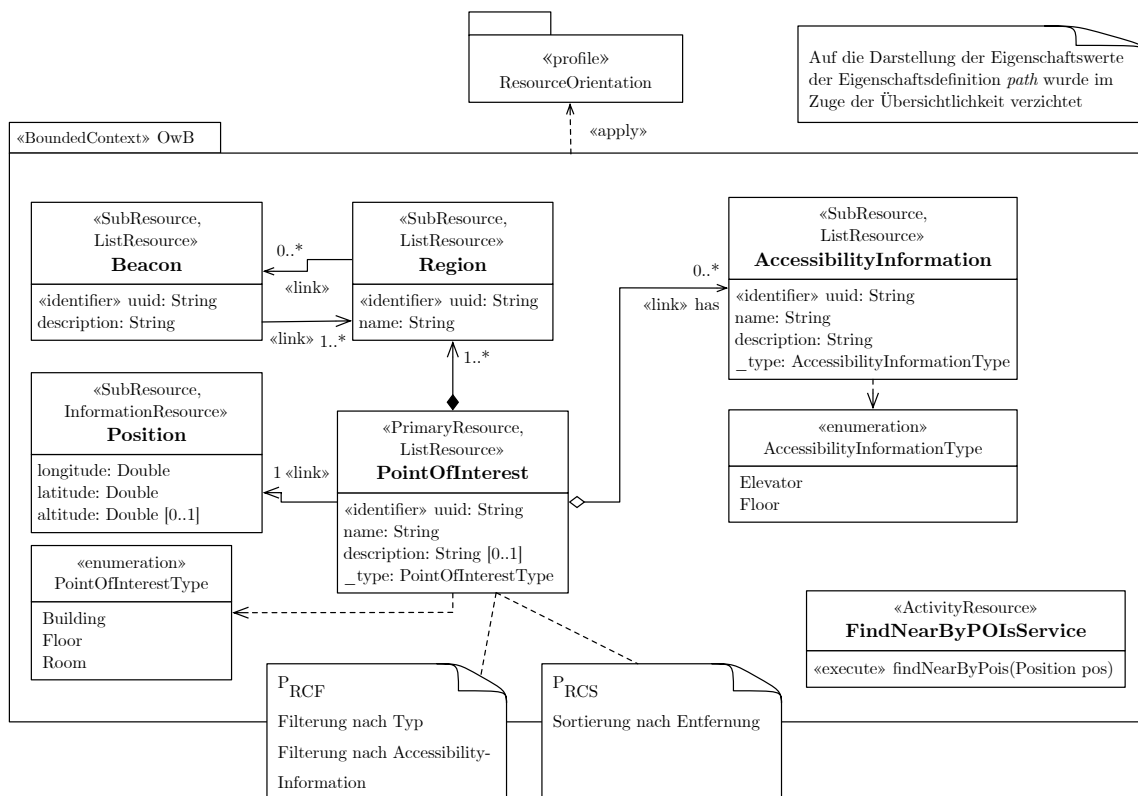 «profile»
ResourceOrientation
Auf die Darstellung der Eigenschaftswerte
der Eigenschaftsdefinition path wurde im
Zuge der Übersichtlichkeit verzichtet
«apply»
«BoundedContext» OwB
«SubResource,
ListResource»
Beacon
«identifier» uuid: String
description: String
0..*
«link»
«link» 1..*
«SubResource,
ListResource»
Region
«identifier» uuid: String
name: String
1..*
0..*
«link» has
«SubResource,
ListResource»
AccessibilityInformation
«identifier» uuid: String
name: String
description: String
_type: AccessibilityInformationType
«SubResource,
InformationResource»
Position
longitude: Double
latitude: Double
altitude: Double [0..1]
1 «link»
«PrimaryResource,
ListResource»
PointOfInterest
«identifier» uuid: String
name: String
description: String [0..1]
_type: PointOfInterestType
«enumeration»
AccessibilityInformationType
Elevator
Floor
«enumeration»
PointOfInterestType
Building
Floor
Room
«ActivityResource»
FindNearByPOIsService
«execute» findNearByPois(Position pos)
PRCF
Filterung nach Typ
Filterung nach Accessibility-
Information
PRCS
Sortierung nach Entfernung